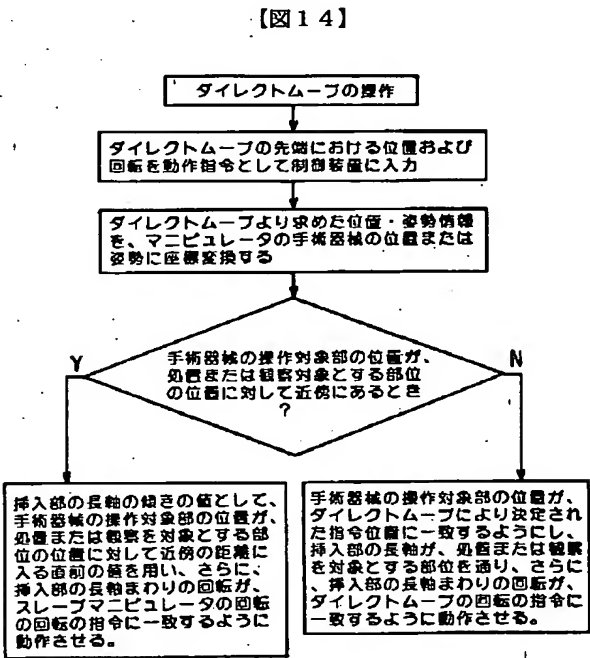 【図14】
ダイレクトムーブの操作
ダイレクトムーブの先端における位置および
回転を動作指令として制御装置に入力
ダイレクトムーブより求めた位置・姿勢情報
を、マニピュレータの手術器械の位置または
姿勢に座標変換する
手術器械の操作対象部の位置が、
処置または観察対象とする部位
の位置に対して近傍にあるとき
?
Y
N
挿入部の長軸の傾きの値として、
手術器械の操作対象部の位置が、
処置または観察を対象とする部
位の位置に対して近傍の距離に
入る直前の値を用い、さらに、
挿入部の長軸まわりの回転が、
スレーブマニピュレータの回転
の回転の指令に一致するように
動作させる。
手術器械の操作対象部の位置が、
ダイレクトムーブにより決定され
た指令位置に一致するようにし、
挿入部の長軸が、処置または観察
を対象とする部位を通り、さらに
、挿入部の長軸まわりの回転が、
ダイレクトムーブの回転の指令に
一致するように動作させる。